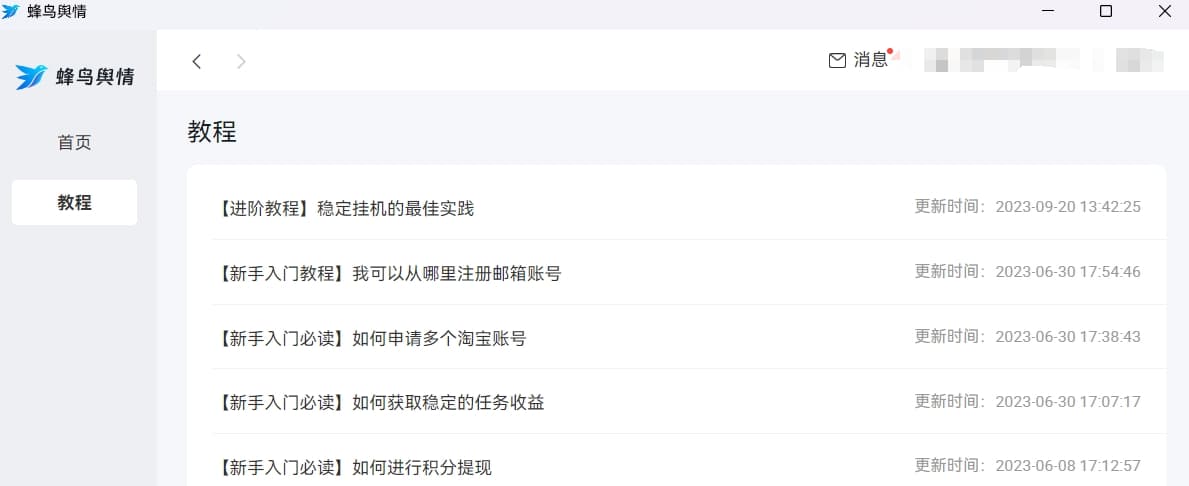 蜂鸟舆情
蜂鸟舆情
消息
首页
教程
教程
【进阶教程】稳定挂机的最佳实践 更新时间：2023-09-20 13:42:25
【新手入门教程】我可以从哪里注册邮箱账号 更新时间：2023-06-30 17:54:46
【新手入门必读】如何申请多个淘宝账号 更新时间：2023-06-30 17:38:43
【新手入门必读】如何获取稳定的任务收益 更新时间：2023-06-30 17:07:17
【新手入门必读】如何进行积分提现 更新时间：2023-06-08 17:12:57